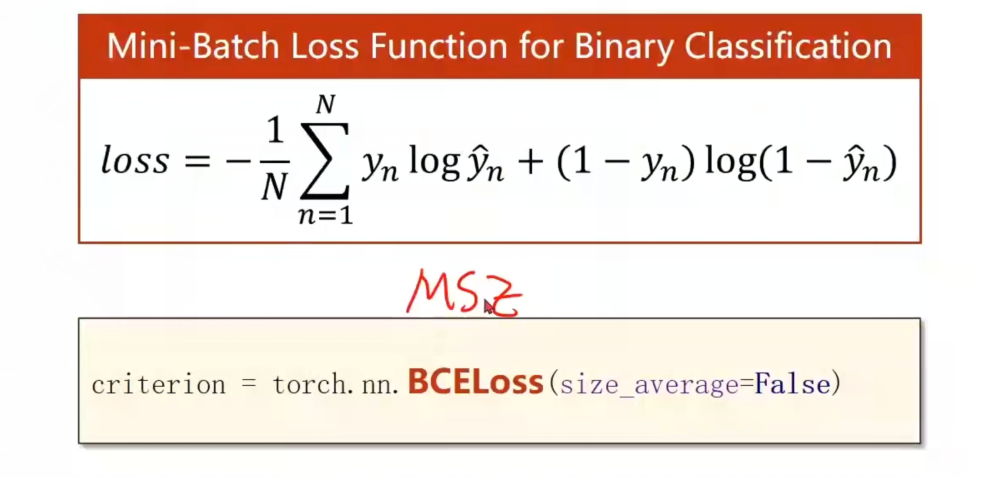 Mini-Batch Loss Function for Binary Classification
loss = -\frac{1}{N} \sum_{n=1}^{N} y_n \log \hat{y}_n + (1 - y_n) \log(1 - \hat{y}_n)
MSZ
criterion = torch.nn.BCELoss(size_average=False)